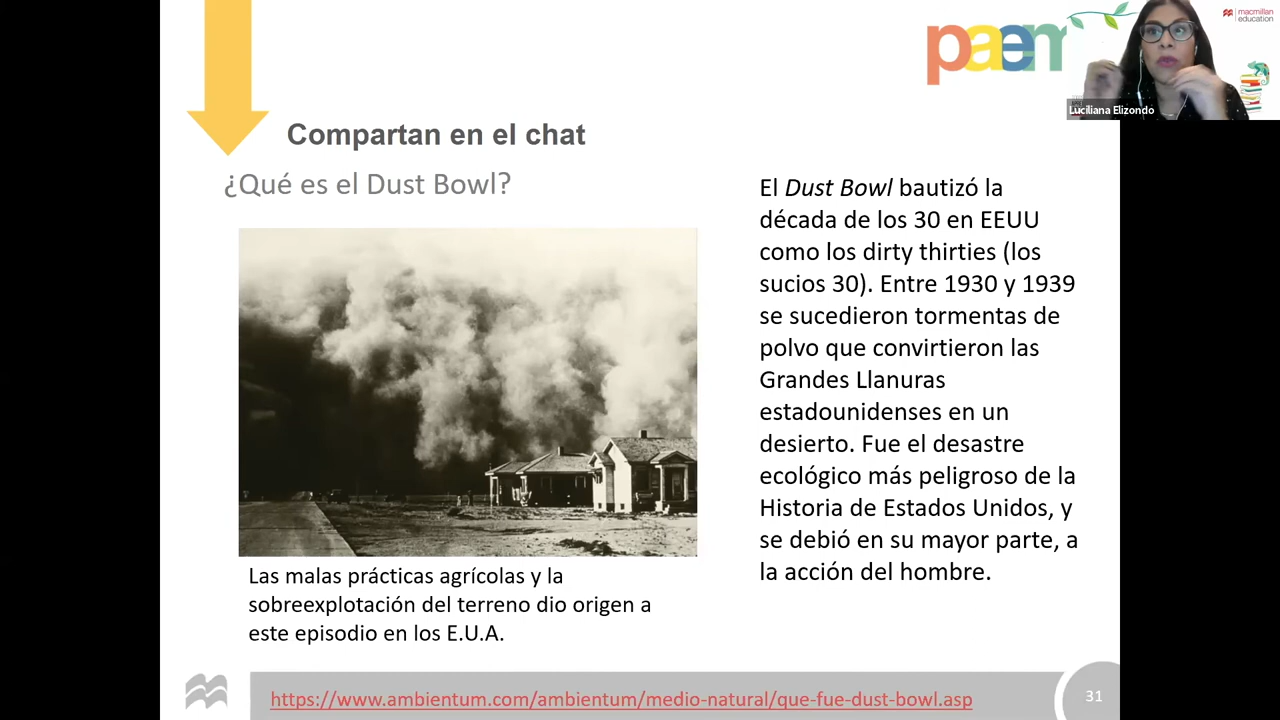 paem
macmillan
education
Luciliana Elizondo
Compartan en el chat
¿Qué es el Dust Bowl?
El Dust Bowl bautizó la
década de los 30 en EEUU
como los dirty thirties (los
sucios 30). Entre 1930 y 1939
se sucedieron tormentas de
polvo que convirtieron las
Grandes Llanuras
estadounidenses en un
desierto. Fue el desastre
ecológico más peligroso de la
Historia de Estados Unidos, y
se debió en su mayor parte, a
la acción del hombre.
Las malas prácticas agrícolas y la
sobreexplotación del terreno dio origen a
este episodio en los E.U.A.
https://www.ambientum.com/ambientum/medio-natural/que-fue-dust-bowl.asp
31